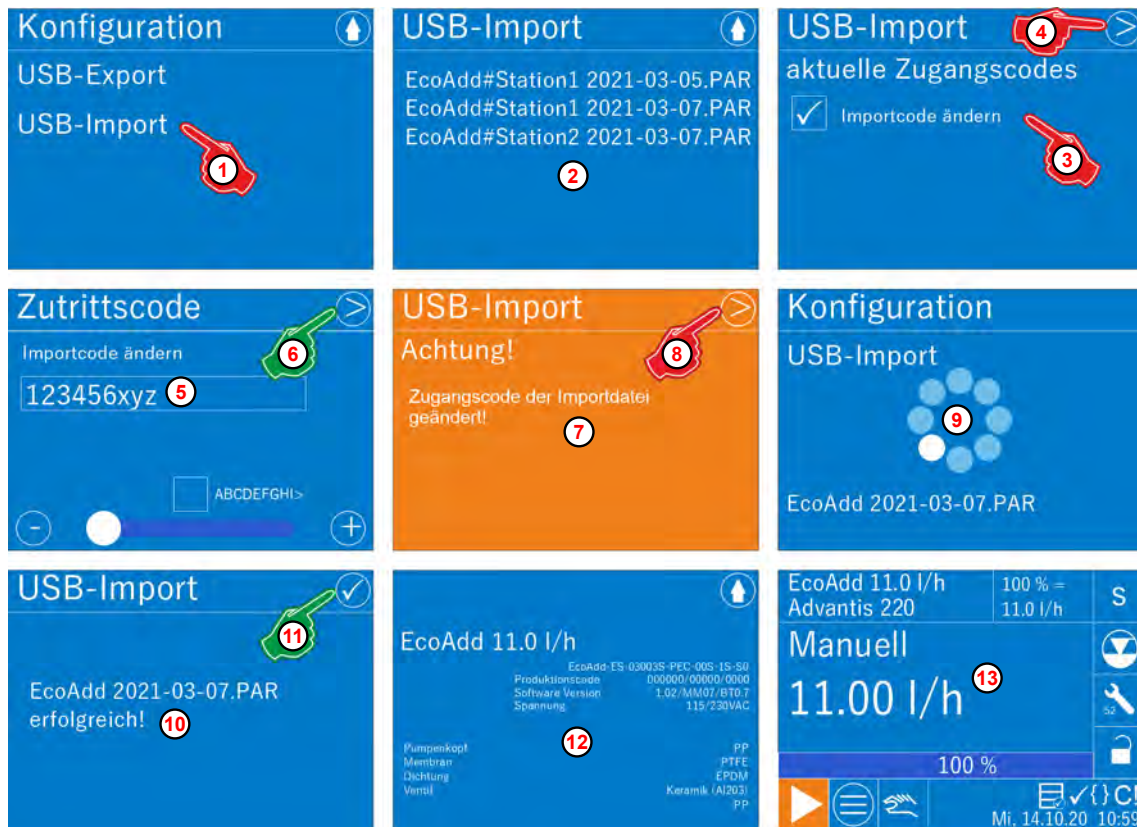 Konfiguration
USB-Export
USB-Import
1
USB-Import
EcoAdd#Station1 2021-03-05.PAR
EcoAdd#Station1 2021-03-07.PAR
EcoAdd#Station2 2021-03-07.PAR
2
USB-Import
4
>
aktuelle Zugangscodes
✓ Importcode ändern
3
Zutrittscode
>
6
Importcode ändern
123456xyz
5
ABCDEFGHI>
-
+
USB-Import
>
8
Achtung!
Zugangscode der Importdatei
geändert!
7
Konfiguration
USB-Import
9
EcoAdd 2021-03-07.PAR
USB-Import
✓
11
EcoAdd 2021-03-07.PAR
erfolgreich!
10
EcoAdd 11.0 l/h
EcoAdd-ES-03003S-PEC-00S-1S-S0
Produktionscode 000000/00000/0000
Software Version 1.02/MM07/BT0.7
Spannung 115/230VAC
12
Pumpenkopf PP
Membran PTFE
Dichtung EPDM
Ventil Keramik (Al203)
PP
EcoAdd 11.0 l/h
Advantis 220
100 % =
11.0 l/h
S
Manuell
11.00 l/h
13
52
100 %
✓{}C!
Mi, 14.10.20 10:59